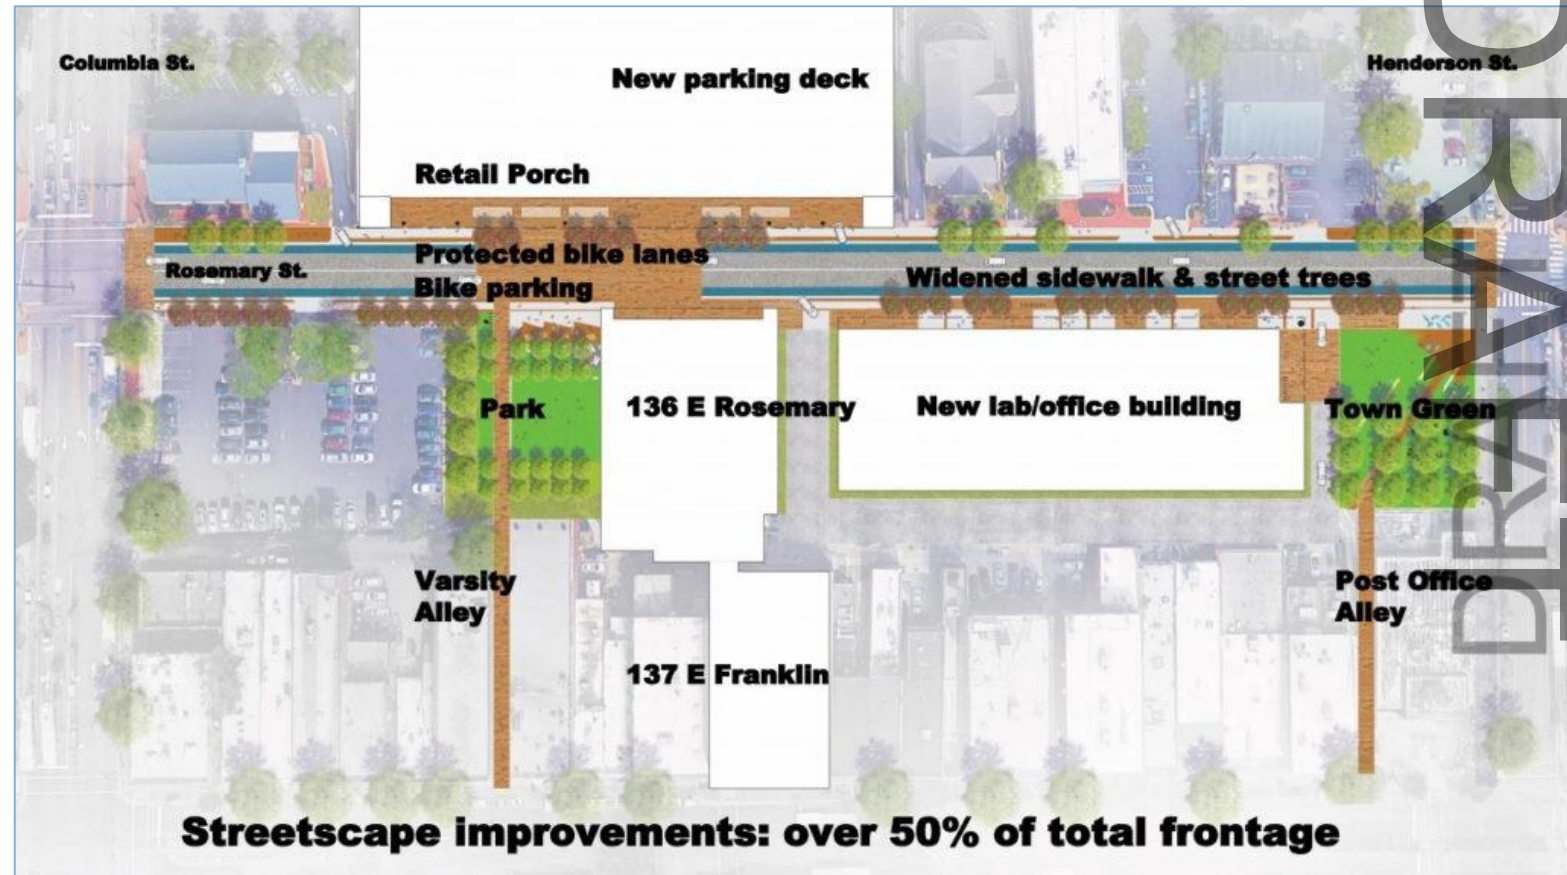 Columbia St.
New parking deck
Henderson St.
Retail Porch
Protected bike lanes
Rosemary St.
Bike parking
Widened sidewalk & street trees
Park
136 E Rosemary
New lab/office building
Town Green
Varsity
Alley
Post Office
Alley
137 E Franklin
Streetscape improvements: over 50% of total frontage
DRAFT